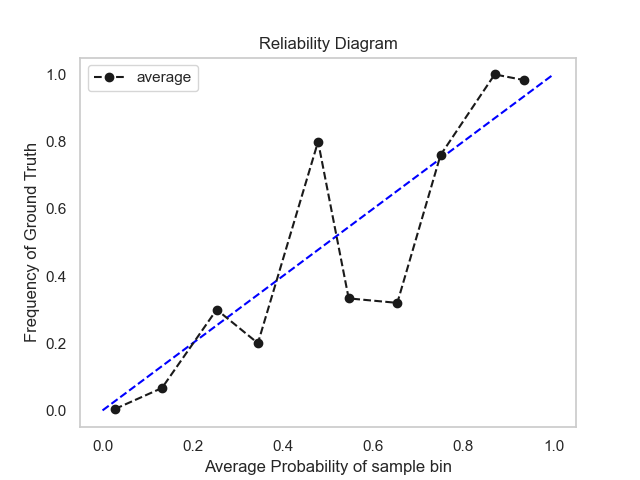 Reliability Diagram
average
Frequency of Ground Truth
1.0
0.8
0.6
0.4
0.2
0.0
0.0 0.2 0.4 0.6 0.8 1.0
Average Probability of sample bin